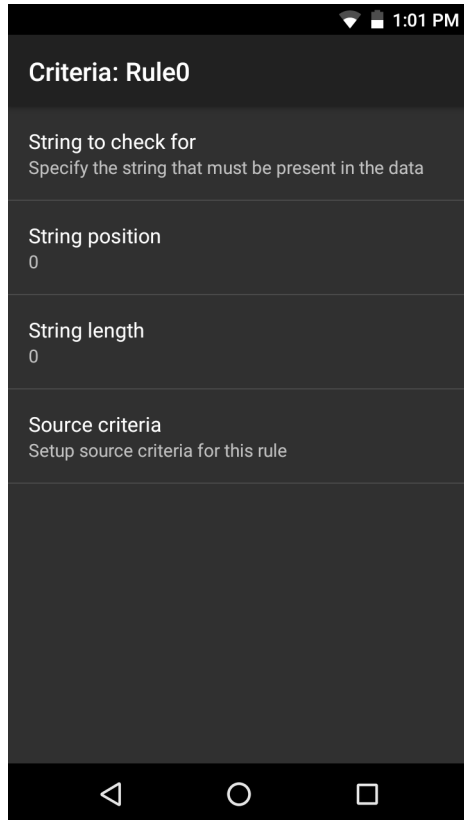 1:01 PM
Criteria: Rule0
String to check for
Specify the string that must be present in the data
String position
0
String length
0
Source criteria
Setup source criteria for this rule